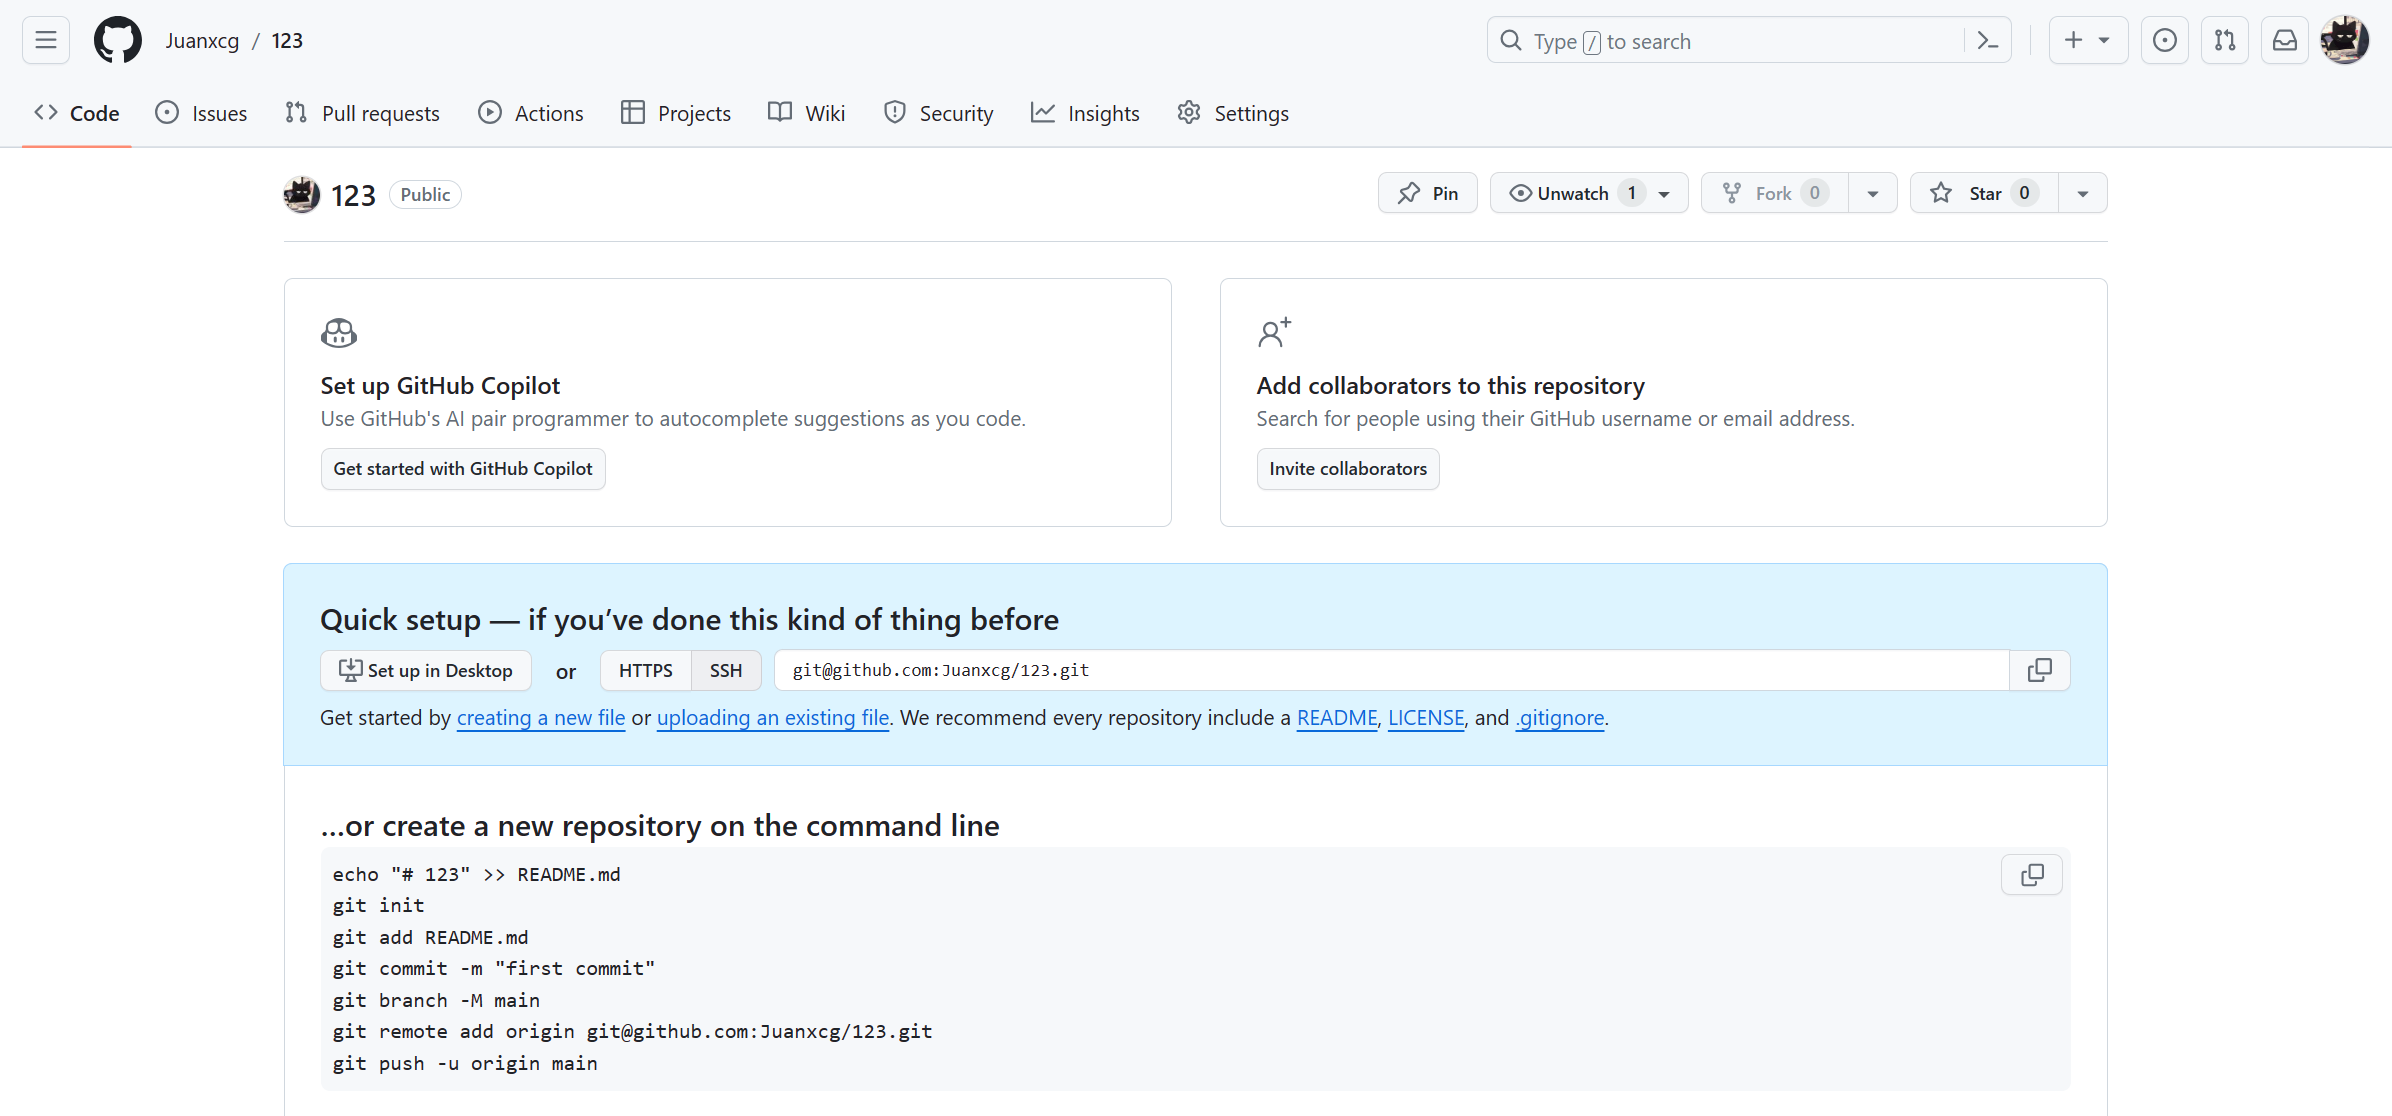 Juanxcg / 123
Type / to search
Code Issues Pull requests Actions Projects Wiki Security Insights Settings
123 Public
Pin Unwatch 1 Fork 0 Star 0
Set up GitHub Copilot
Use GitHub's AI pair programmer to autocomplete suggestions as you code.
Get started with GitHub Copilot
Add collaborators to this repository
Search for people using their GitHub username or email address.
Invite collaborators
Quick setup — if you’ve done this kind of thing before
Set up in Desktop or HTTPS SSH git@github.com:Juanxcg/123.git
Get started by creating a new file or uploading an existing file. We recommend every repository include a README, LICENSE, and .gitignore.
…or create a new repository on the command line
echo "# 123" >> README.md
git init
git add README.md
git commit -m "first commit"
git branch -M main
git remote add origin git@github.com:Juanxcg/123.git
git push -u origin main